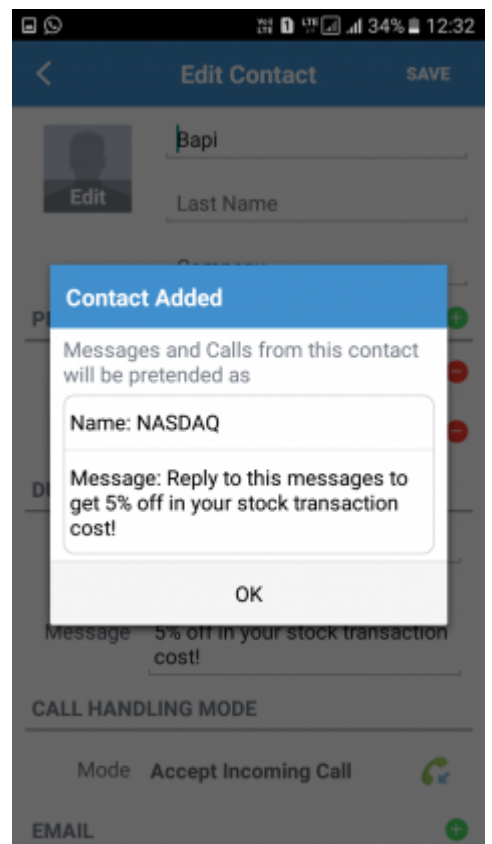 34% 12:32
Edit Contact SAVE
Bapi
Edit
Last Name
Contact Added
Messages and Calls from this contact
will be pretended as
Name: NASDAQ
Message: Reply to this messages to
get 5% off in your stock transaction
cost!
OK
Message 5% off in your stock transaction
cost!
CALL HANDLING MODE
Mode Accept Incoming Call
EMAIL